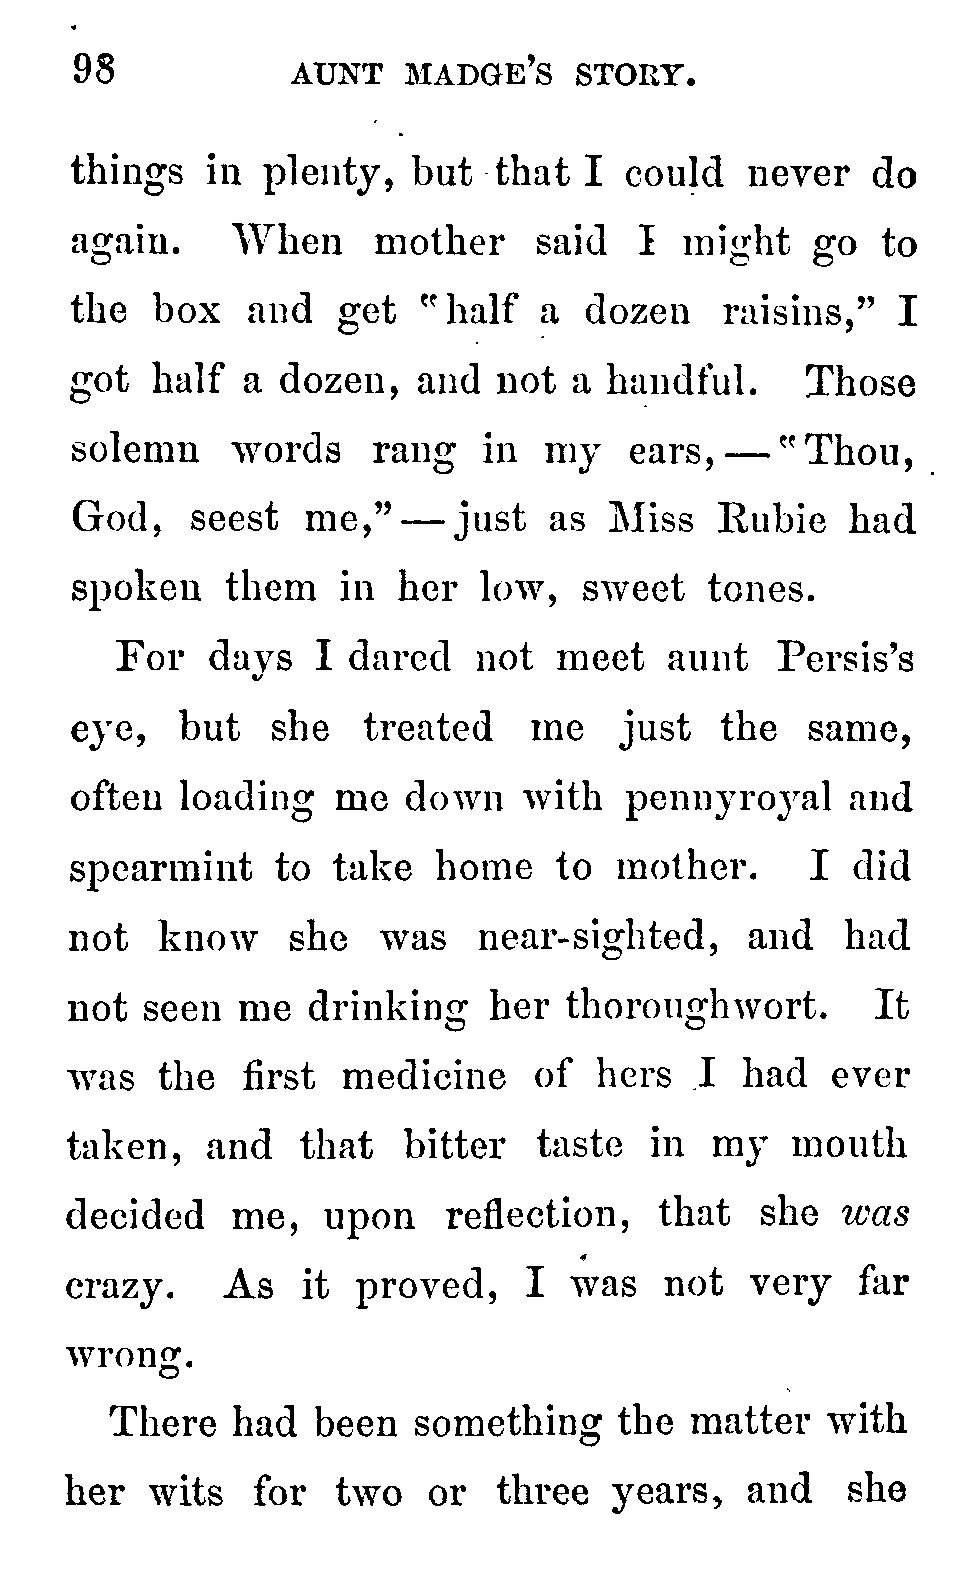 98 AUNT MADGE'S STORY.
things in plenty, but that I could never do
again. When mother said I might go to
the box and get "half a dozen raisins," I
got half a dozen, and not a handful. Those
solemn words rang in my ears,—"Thou,
God, seest me,"—just as Miss Rubie had
spoken them in her low, sweet tones.
For days I dared not meet aunt Persis's
eye, but she treated me just the same,
often loading me down with pennyroyal and
spearmint to take home to mother. I did
not know she was near-sighted, and had
not seen me drinking her thoroughwort. It
was the first medicine of hers I had ever
taken, and that bitter taste in my mouth
decided me, upon reflection, that she was
crazy. As it proved, I was not very far
wrong.
There had been something the matter with
her wits for two or three years, and she